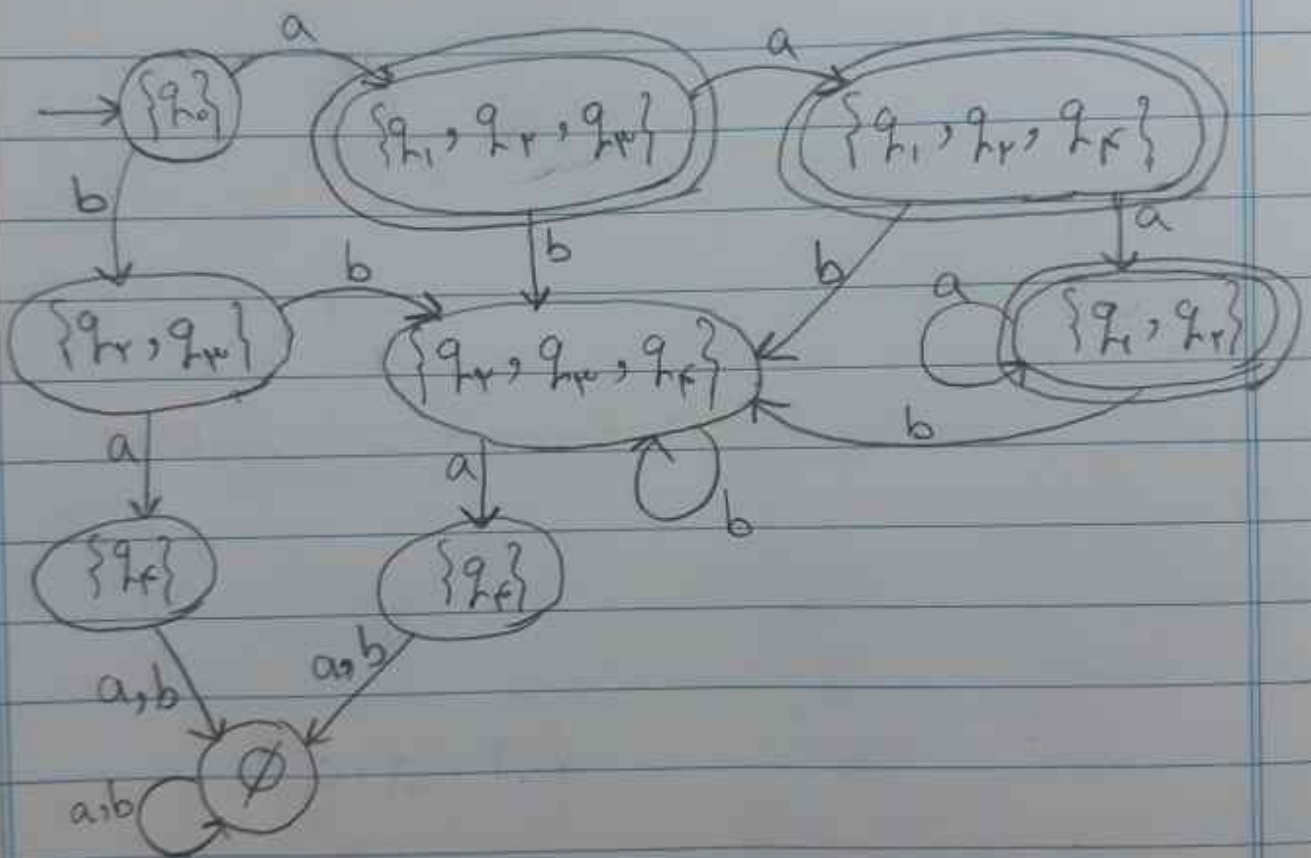 a a
{q₀} {q₁, q₂, q₃} {q₁, q₂, q₄}
b b b a
b a
{q₂, q₃} {q₂, q₃, q₄} {q₁, q₂}
b
a a b
{q₄} {q₄}
a,b a,b
∅
a,b